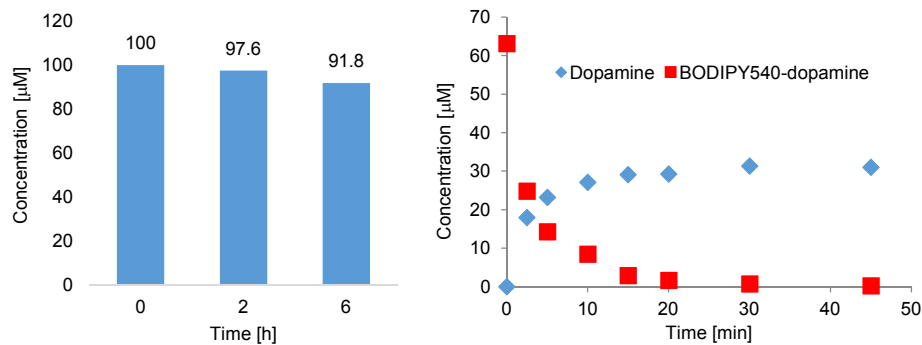 120
100
80
60
40
20
0
Concentration [µM]
100
97.6
91.8
0 2 6
Time [h]
70
60
50
40
30
20
10
0
Concentration [µM]
Dopamine BODIPY540-dopamine
0 10 20 30 40 50
Time [min]